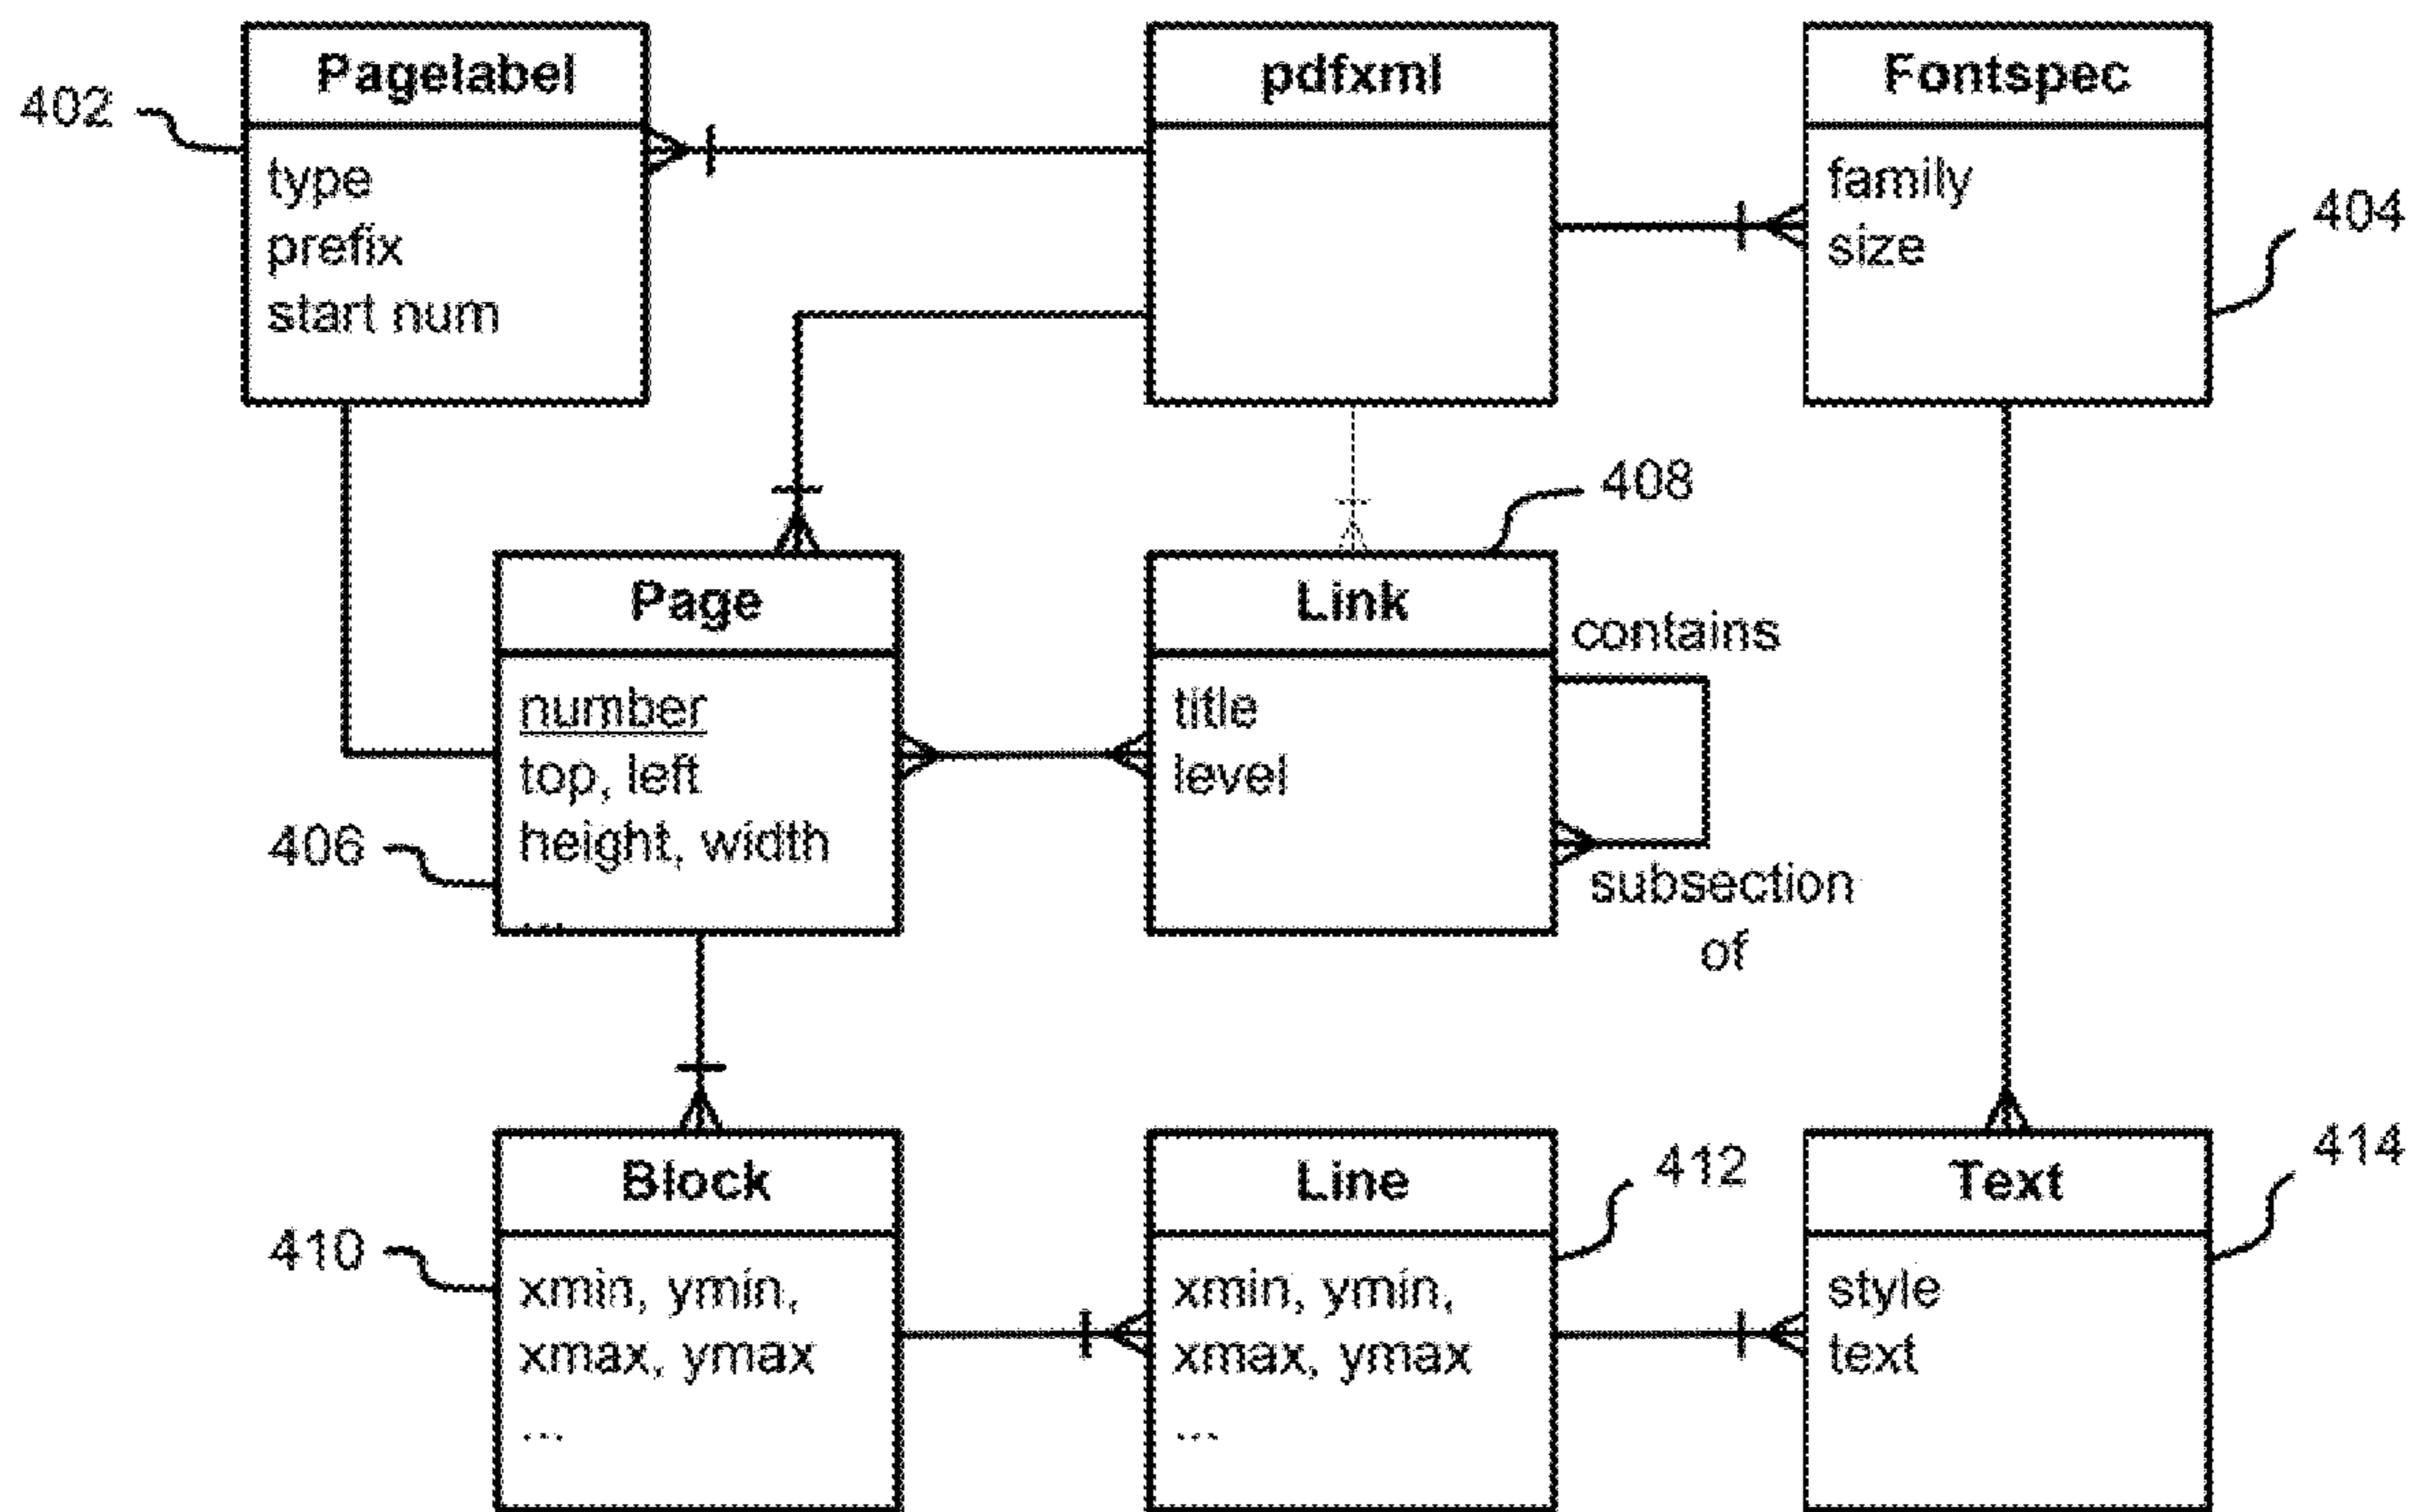 Pagelabel
402
type
prefix
start num
pdfxml
Fontspec
family
size
404
Page
number
top, left
height, width
...
406
Link
408
title
level
contains
subsection
of
Block
410
xmin, ymin,
xmax, ymax
...
Line
412
xmin, ymin,
xmax, ymax
...
Text
414
style
text